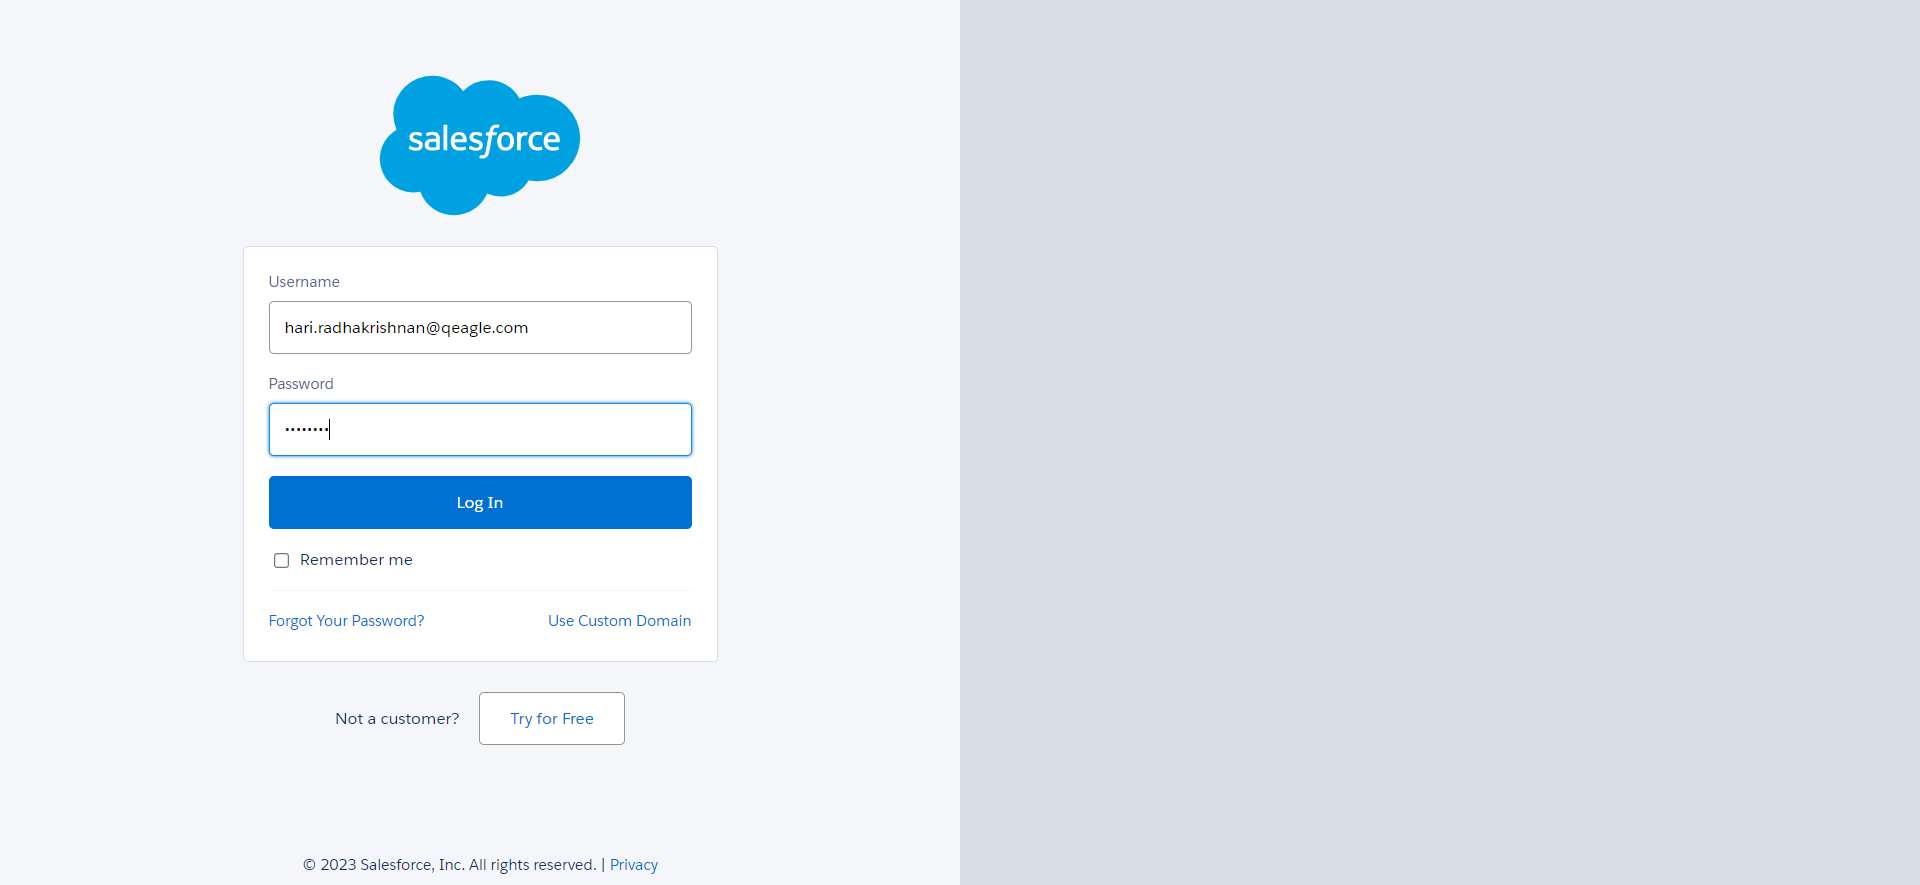 salesforce
Username
hari.radhakrishnan@qeagle.com
Password
••••••••
Log In
Remember me
Forgot Your Password? Use Custom Domain
Not a customer? Try for Free
© 2023 Salesforce, Inc. All rights reserved. | Privacy